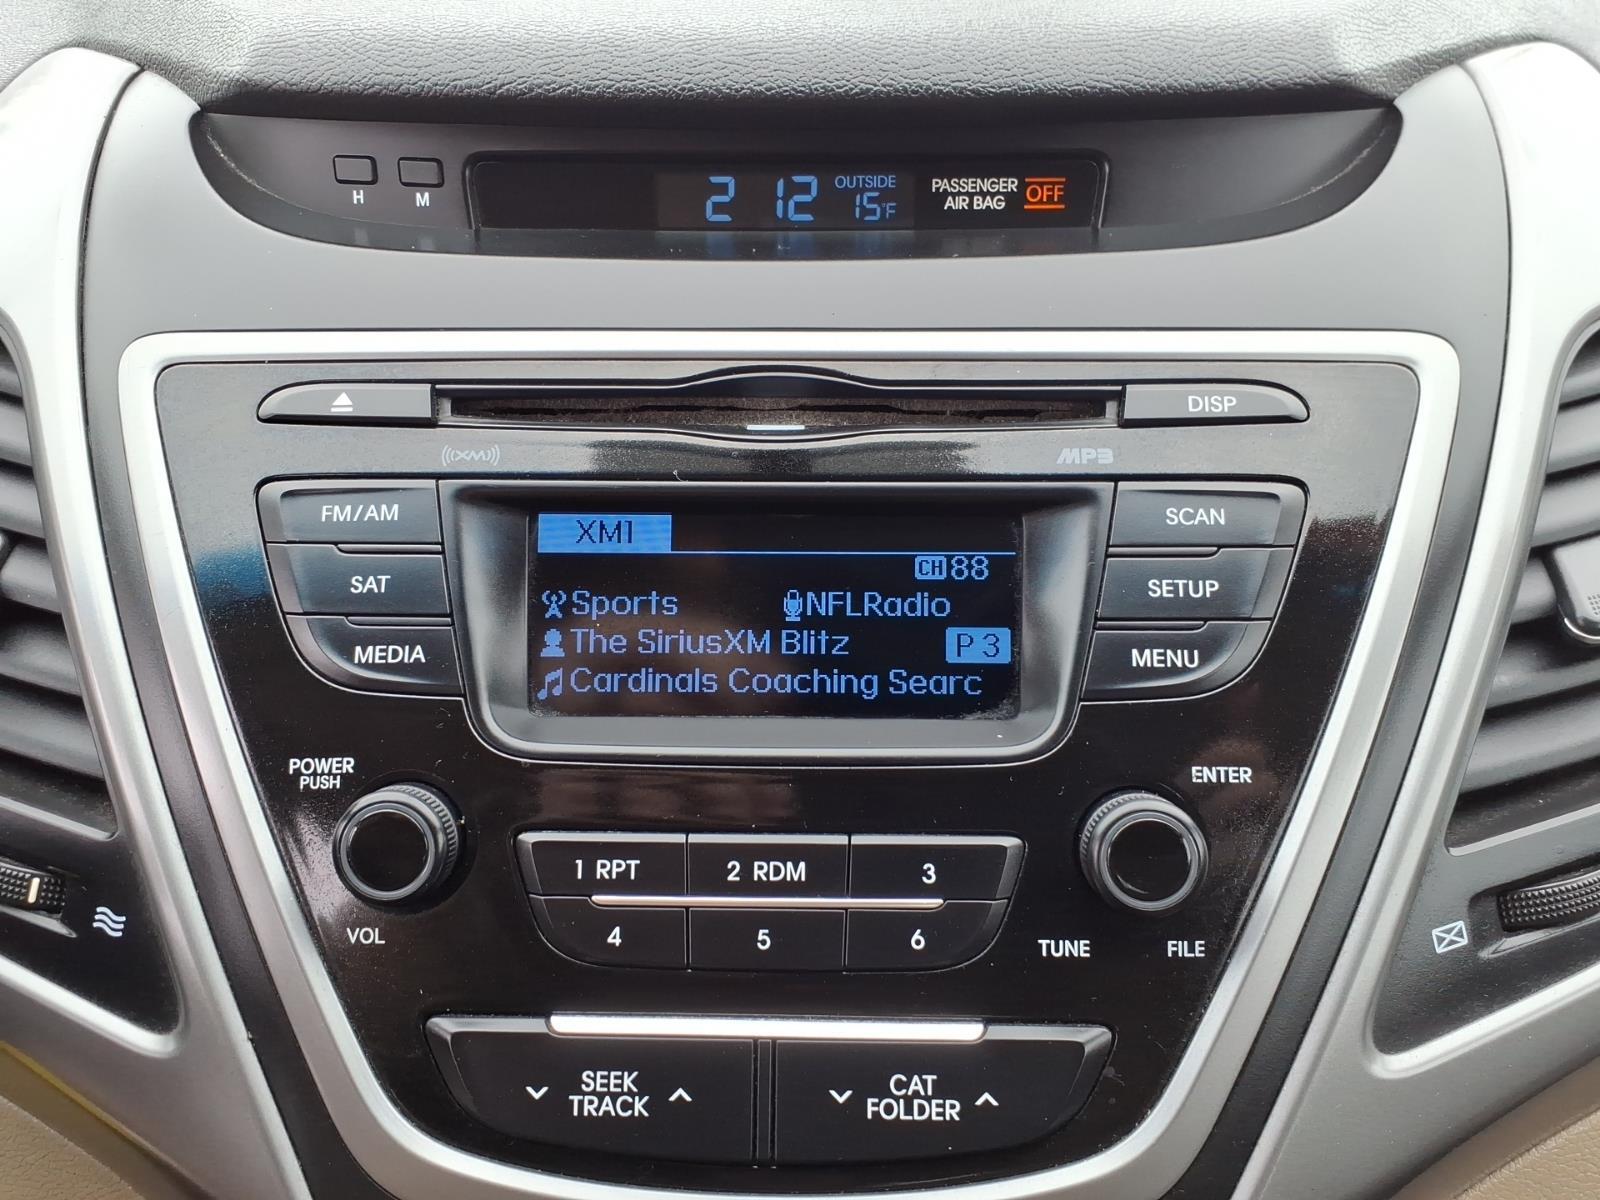 H M
2 12
OUTSIDE
15°F
PASSENGER
AIR BAG
OFF
DISP
((XM))
MP3
FM/AM
SAT
MEDIA
XM1
CH 88
Sports NFLRadio
The SiriusXM Blitz P 3
Cardinals Coaching Searc
SCAN
SETUP
MENU
POWER
PUSH
VOL
1 RPT 2 RDM 3
4 5 6
ENTER
TUNE FILE
SEEK
TRACK
CAT
FOLDER